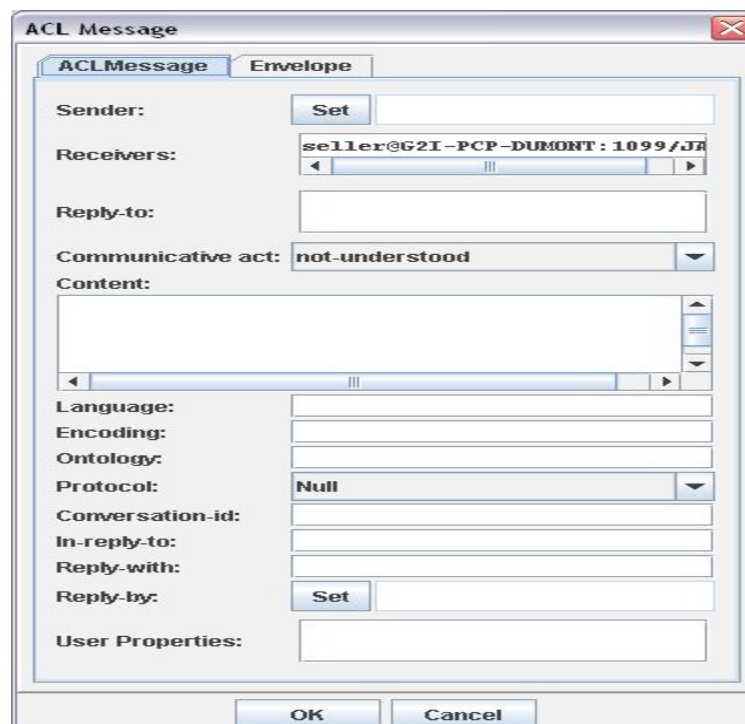 ACL Message
ACLMessage Envelope
Sender: Set
Receivers: seller@G2I-PCP-DUMONT:1099/JA
Reply-to:
Communicative act: not-understood
Content:
Language:
Encoding:
Ontology:
Protocol: Null
Conversation-id:
In-reply-to:
Reply-with:
Reply-by: Set
User Properties:
OK Cancel